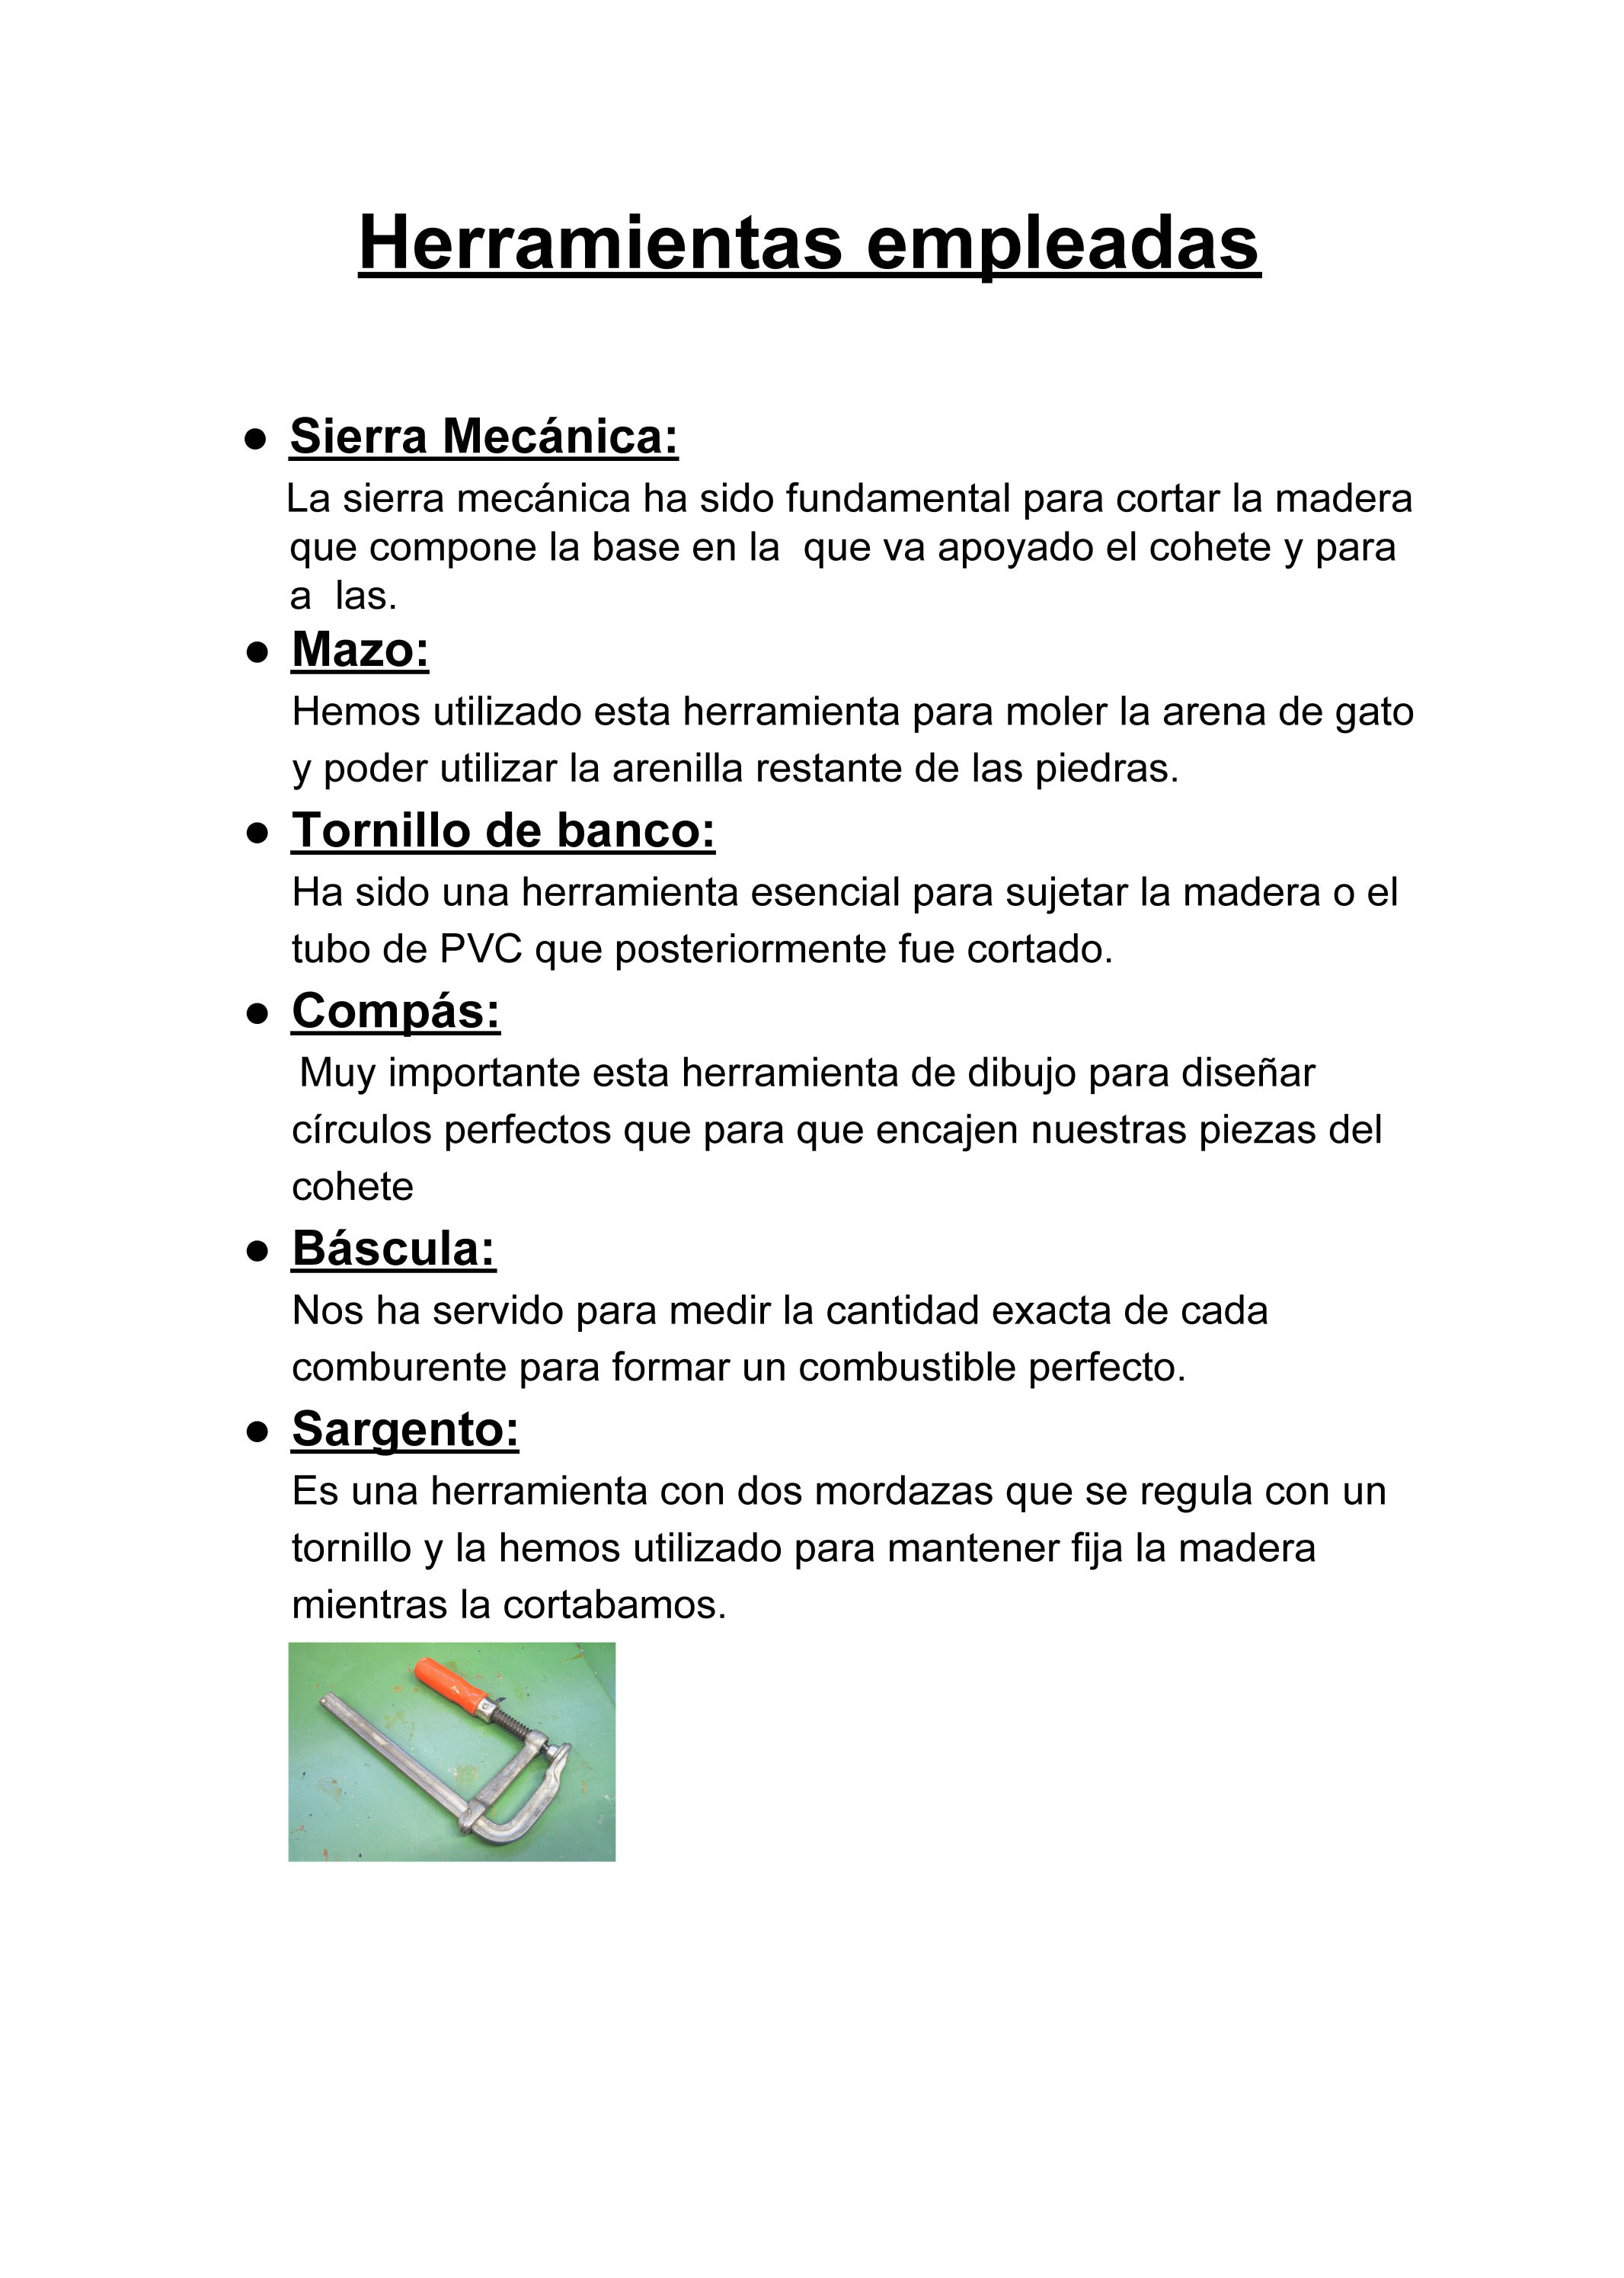 Herramientas empleadas
● Sierra Mecánica:
La sierra mecánica ha sido fundamental para cortar la madera
que compone la base en la  que va apoyado el cohete y para
a  las.
● Mazo:
Hemos utilizado esta herramienta para moler la arena de gato
y poder utilizar la arenilla restante de las piedras.
● Tornillo de banco:
Ha sido una herramienta esencial para sujetar la madera o el
tubo de PVC que posteriormente fue cortado.
● Compás:
Muy importante esta herramienta de dibujo para diseñar
círculos perfectos que para que encajen nuestras piezas del
cohete
● Báscula:
Nos ha servido para medir la cantidad exacta de cada
comburente para formar un combustible perfecto.
● Sargento:
Es una herramienta con dos mordazas que se regula con un
tornillo y la hemos utilizado para mantener fija la madera
mientras la cortabamos.